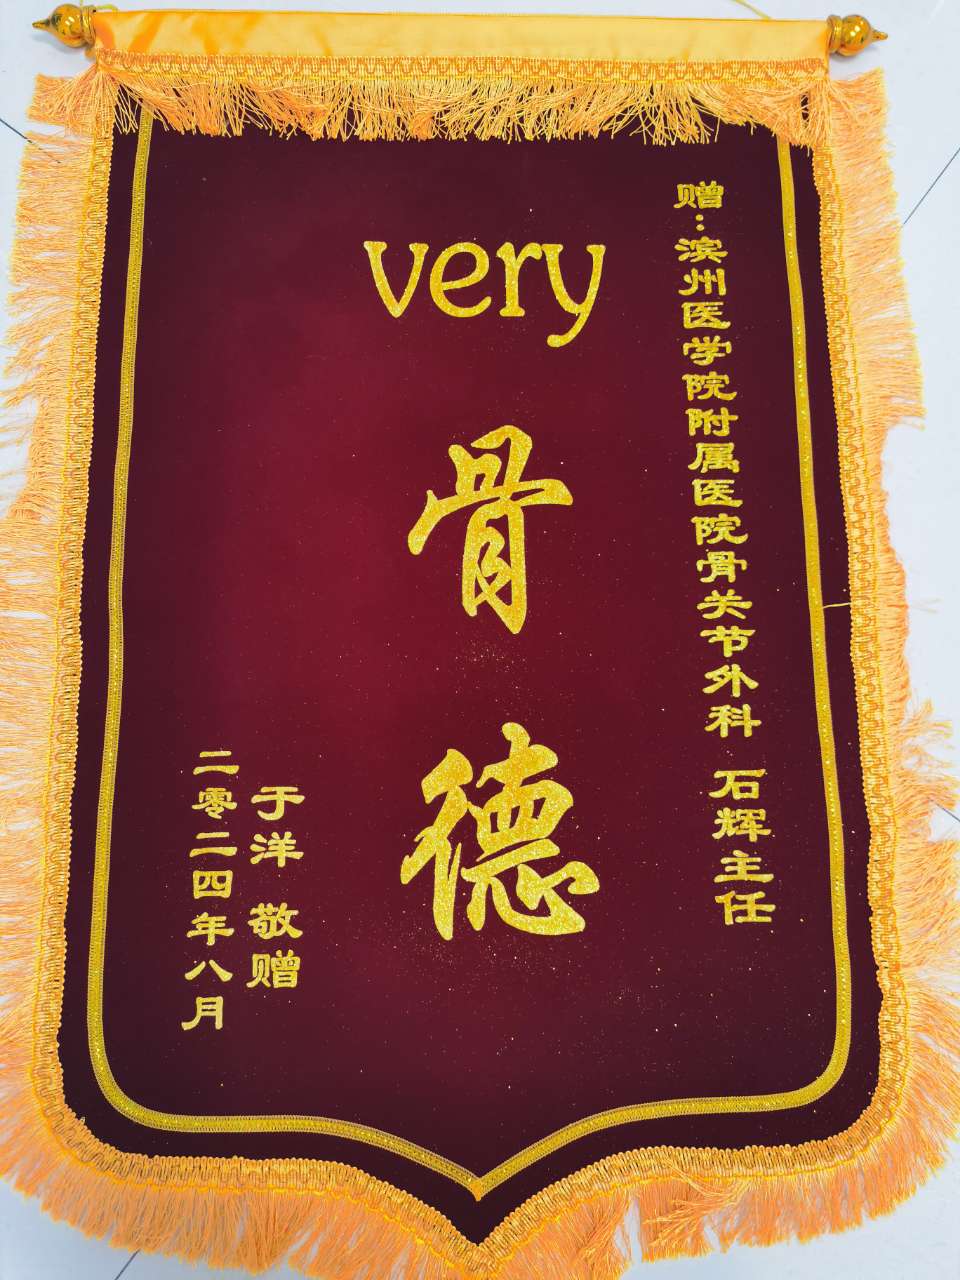 赠:滨州医学院附属医院骨关节外科 石辉主任
very
骨
德
于洋 敬赠
二零二四年八月